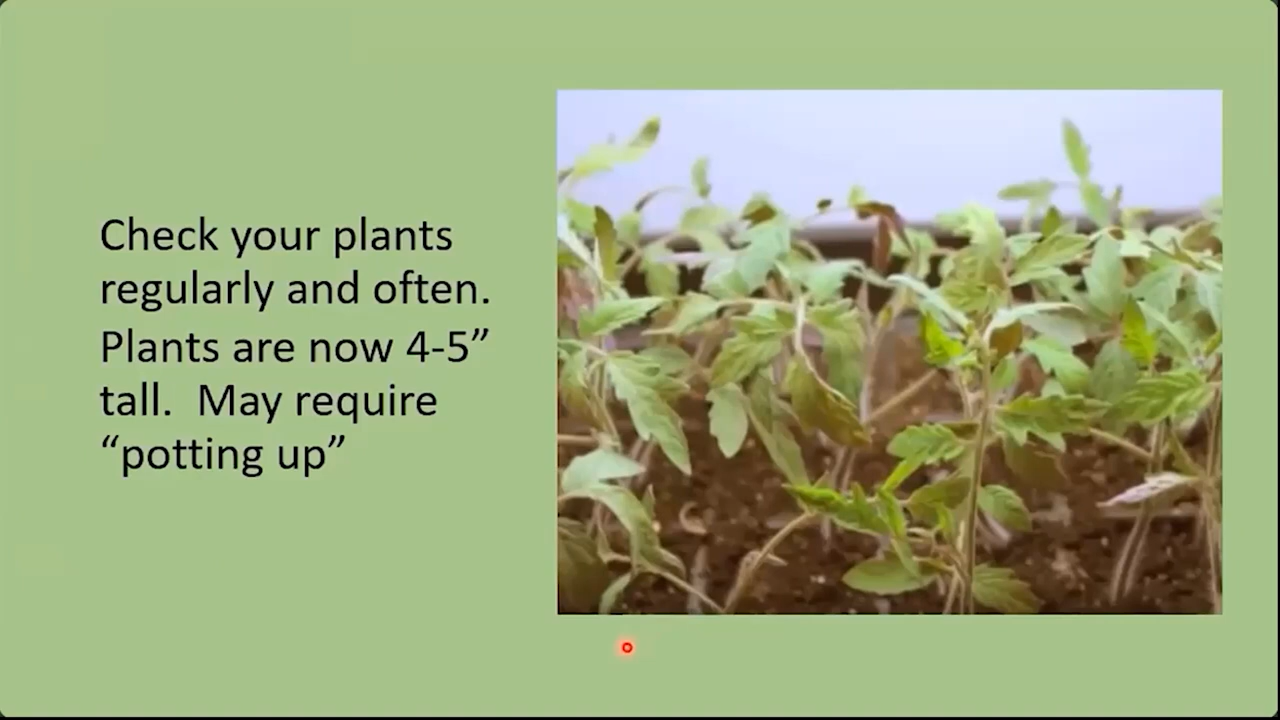 Check your plants
regularly and often.
Plants are now 4-5”
tall.  May require
“potting up”